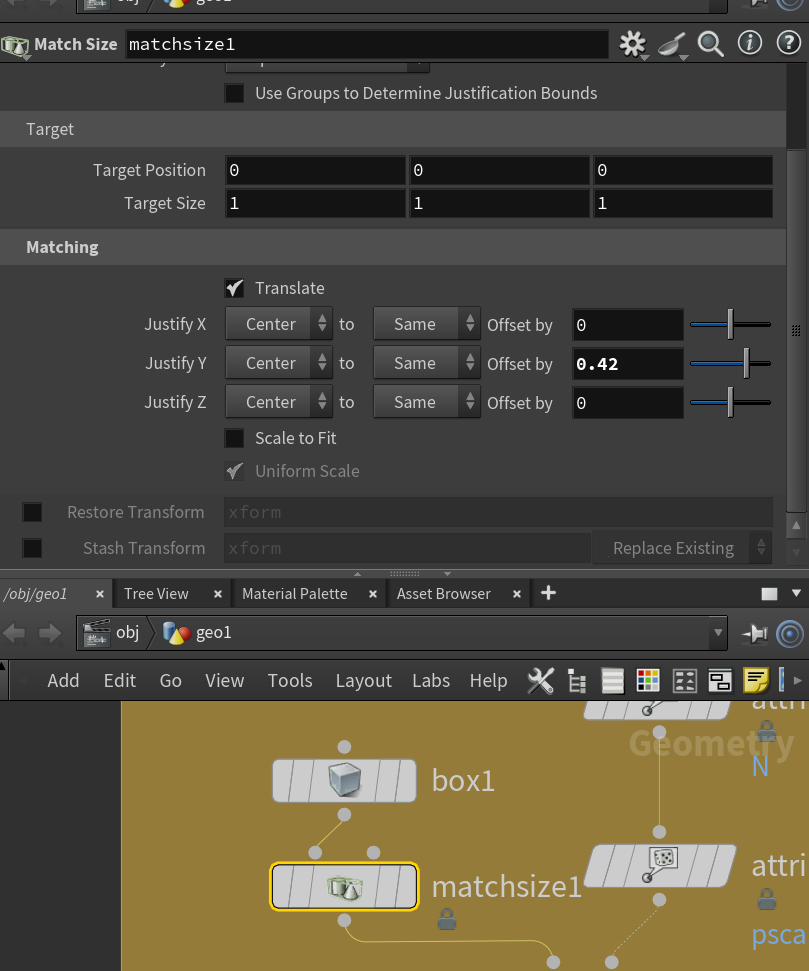 obj geo1
Match Size matchsize1
Use Groups to Determine Justification Bounds
Target
Target Position 0 0 0
Target Size 1 1 1
Matching
Translate
Justify X Center to Same Offset by 0
Justify Y Center to Same Offset by 0.42
Justify Z Center to Same Offset by 0
Scale to Fit
Uniform Scale
Restore Transform xform
Stash Transform xform Replace Existing
/obj/geo1 × Tree View × Material Palette × Asset Browser × +
obj geo1
Add Edit Go View Tools Layout Labs Help
attri
Geometry
N
box1
attri
matchsize1
psca